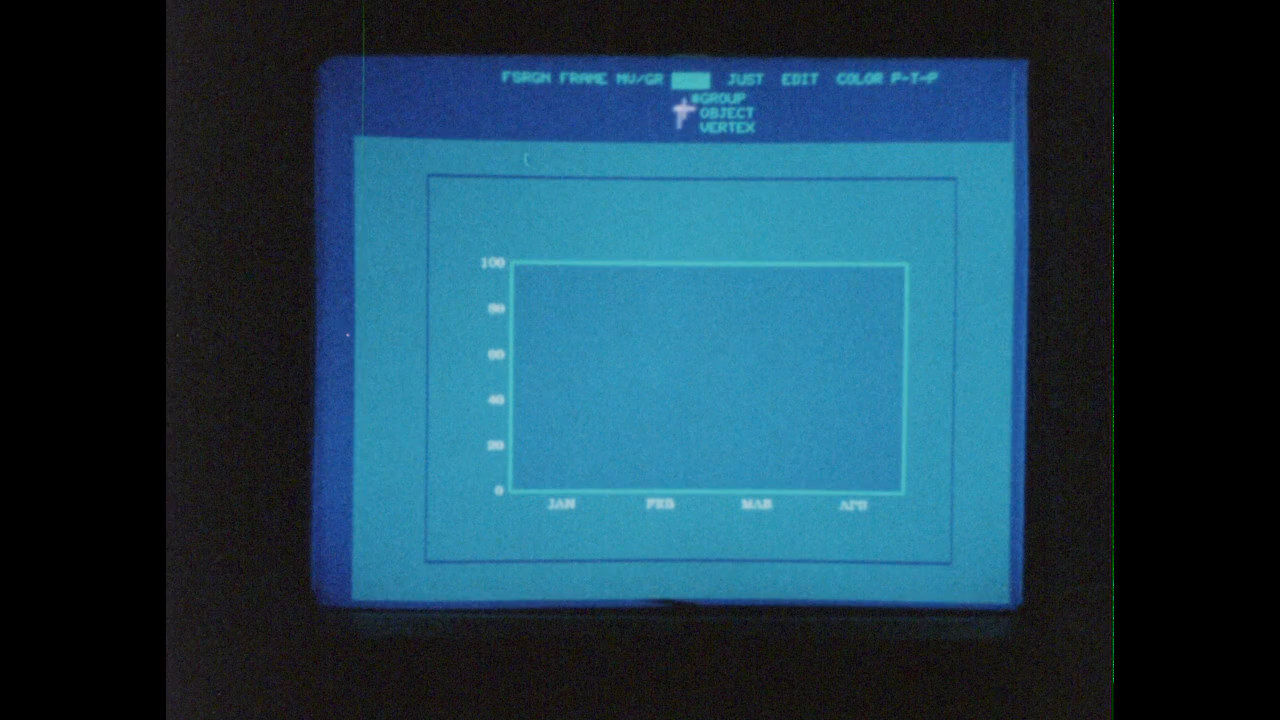 FSRGN FRAME MV/GR JUST EDIT COLOR P-T-P
*GROUP
OBJECT
VERTEX
100
80
60
40
20
0
JAN FEB MAR APR